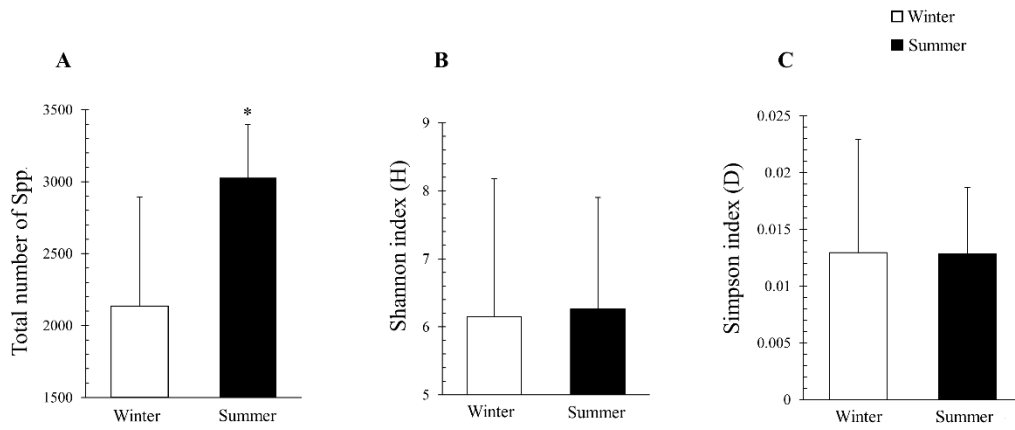 Winter
Summer
A
B
C
Total number of Spp.
3500
3000
2500
2000
1500
*
Winter
Summer
Shannon index (H)
9
8
7
6
5
Winter
Summer
Simpson index (D)
0.025
0.02
0.015
0.01
0.005
0
Winter
Summer